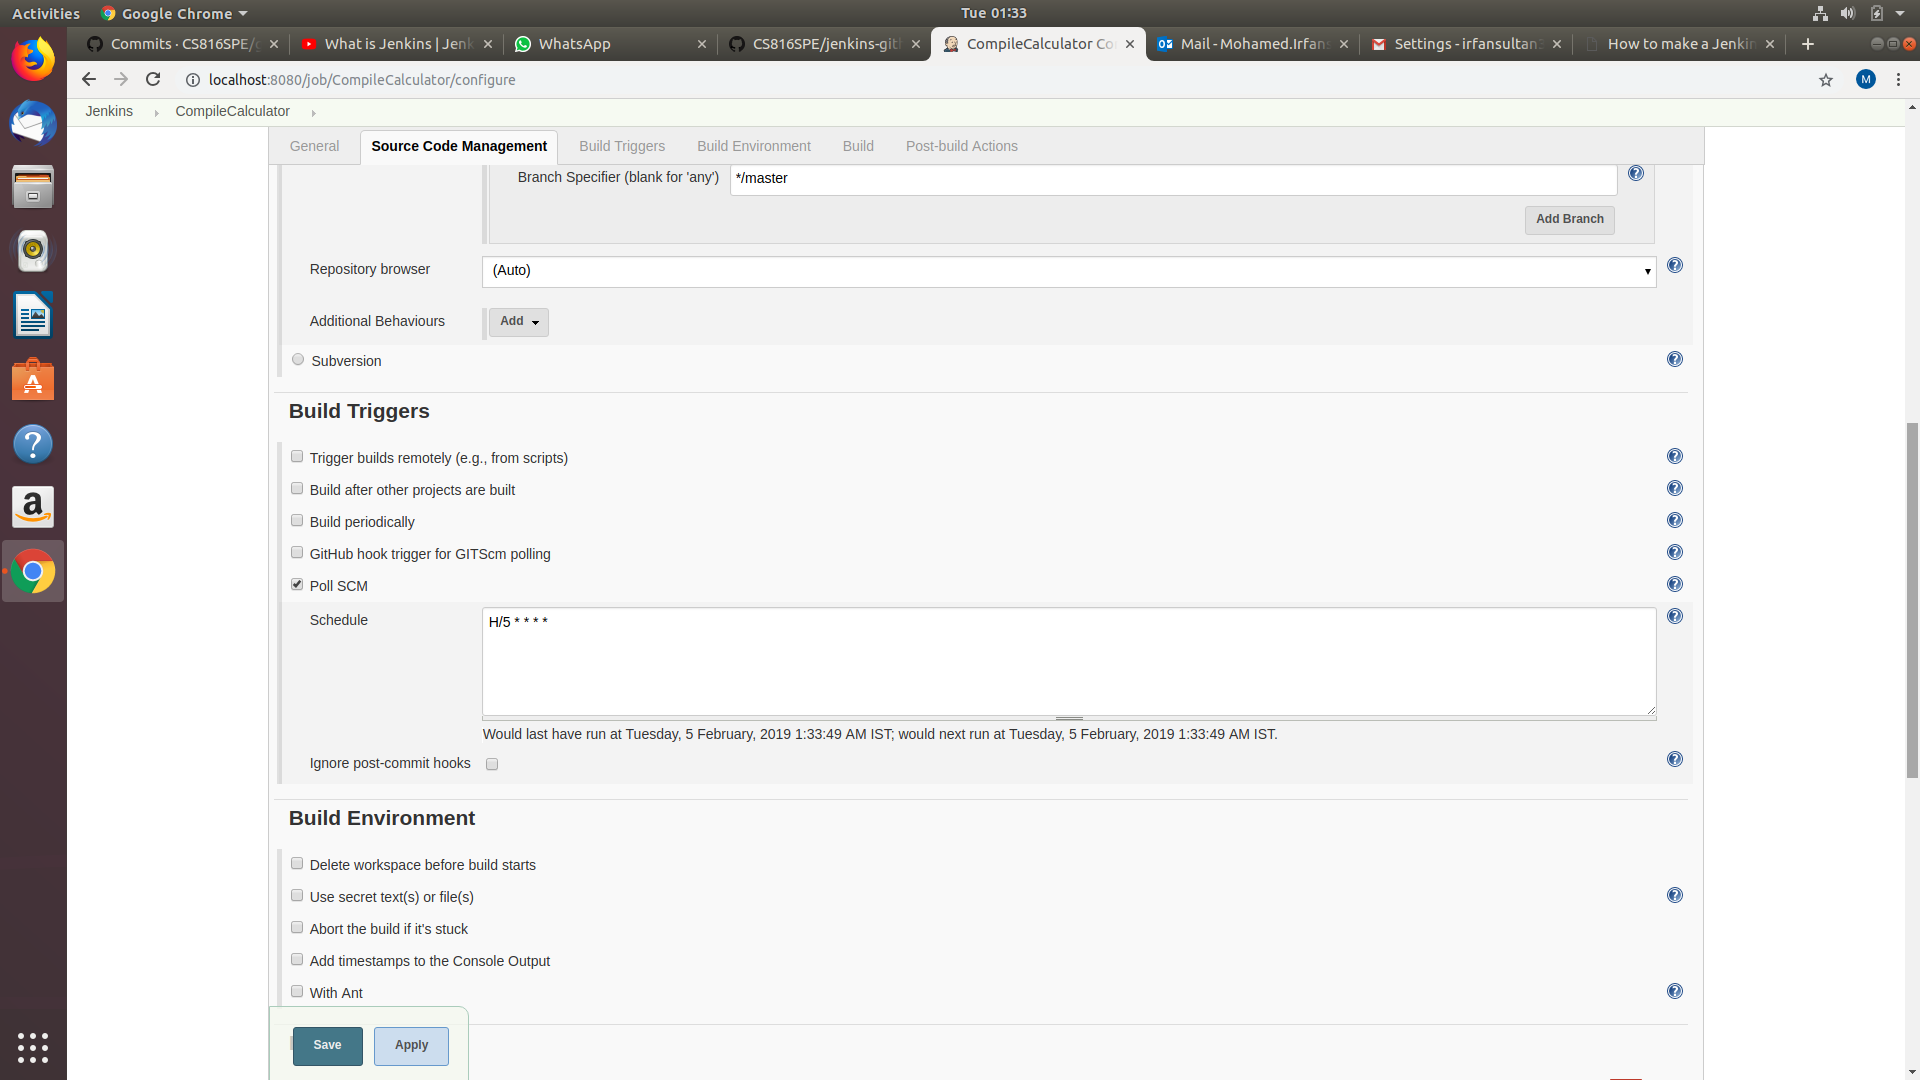 Activities Google Chrome Tue 01:33
Commits · CS816SPE/g What is Jenkins | Jenk WhatsApp CS816SPE/jenkins-git CompileCalculator Co Mail - Mohamed.Irfans Settings - irfansultan How to make a Jenkin
localhost:8080/job/CompileCalculator/configure M
Jenkins CompileCalculator
General Source Code Management Build Triggers Build Environment Build Post-build Actions
Branch Specifier (blank for 'any') */master
Add Branch
Repository browser (Auto)
Additional Behaviours Add
Subversion
Build Triggers
Trigger builds remotely (e.g., from scripts)
Build after other projects are built
Build periodically
GitHub hook trigger for GITScm polling
Poll SCM
Schedule H/5 * * * *
Would last have run at Tuesday, 5 February, 2019 1:33:49 AM IST; would next run at Tuesday, 5 February, 2019 1:33:49 AM IST.
Ignore post-commit hooks
Build Environment
Delete workspace before build starts
Use secret text(s) or file(s)
Abort the build if it's stuck
Add timestamps to the Console Output
With Ant
Save Apply